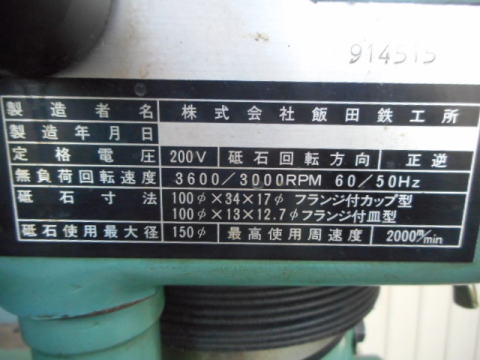 914515
製造者名 株式会社飯田鉄工所
製造年月日
定格電圧 200V 砥石回転方向 正逆
無負荷回転速度 3600/3000RPM 60/50Hz
砥石寸法 100φ×34×17φ フランジ付カップ型
100φ×13×12.7φ フランジ付皿型
砥石使用最大径 150φ 最高使用周速度 2000m/min